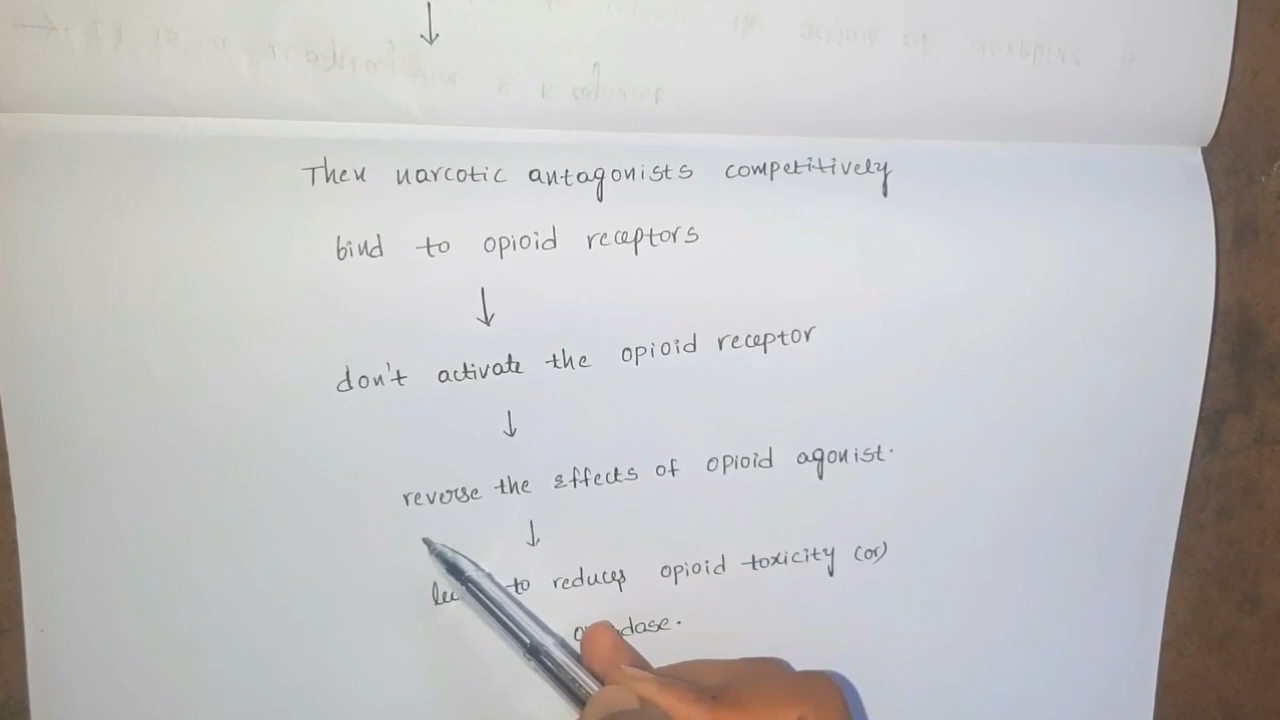 Then narcotic antagonists competitively
bind to opioid receptors
↓
don't activate the opioid receptor
↓
reverse the effects of opioid agonist.
↓
to reduces opioid toxicity (or)